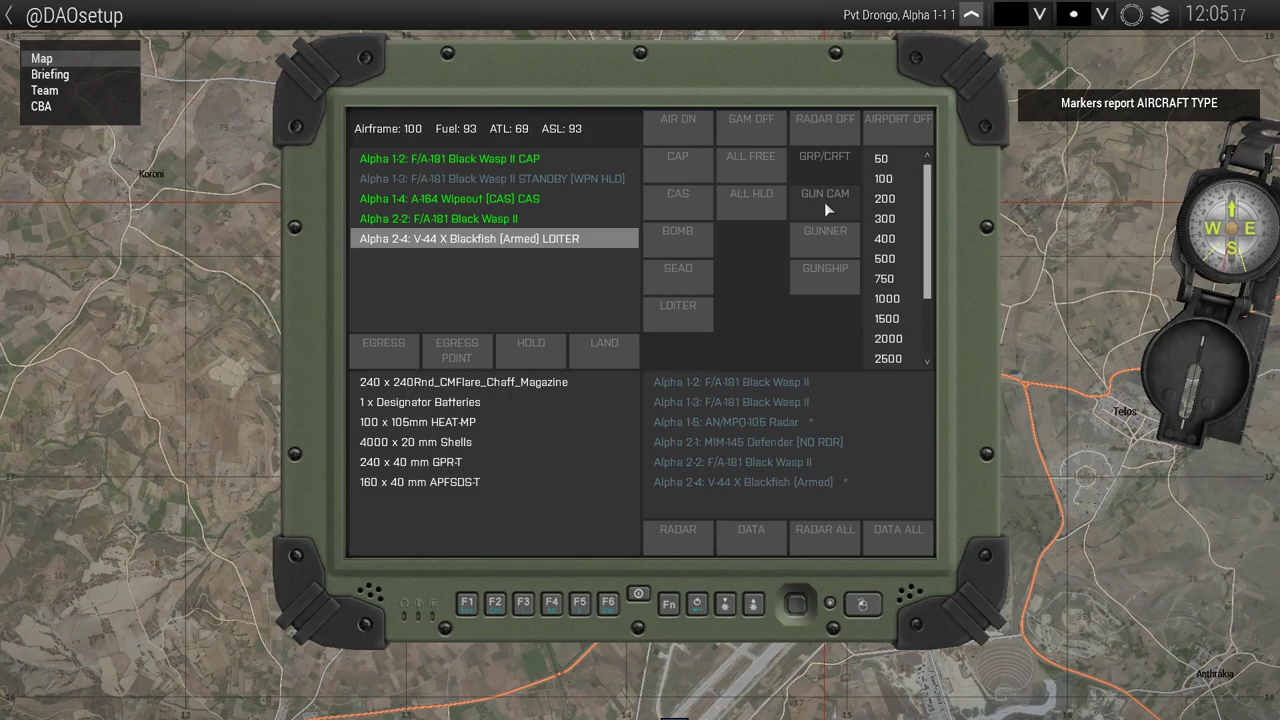 @DAOsetup
Pvt Drongo, Alpha 1-1 1
12:05 17
Map
Briefing
Team
CBA
Markers report AIRCRAFT TYPE
Airframe: 100 Fuel: 93 ATL: 69 ASL: 93
AIR ON
SAM OFF
RADAR OFF
AIRPORT OFF
Alpha 1-2: F/A-181 Black Wasp II CAP
Alpha 1-3: F/A-181 Black Wasp II STANDBY (WPN HLD)
Alpha 1-4: A-164 Wipeout (CAS) CAS
Alpha 2-2: F/A-181 Black Wasp II
Alpha 2-4: V-44 X Blackfish (Armed) LOITER
CAP
ALL FREE
GRP/CRFT
CAS
ALL HLD
GUN CAM
BOMB
GUNNER
SEAD
GUNSHIP
LOITER
50
100
200
300
400
500
750
1000
1500
2000
2500
EGRESS
EGRESS
POINT
HOLD
LAND
240 x 240Rnd_CMFlare_Chaff_Magazine
1 x Designator Batteries
100 x 105mm HEAT-MP
4000 x 20 mm Shells
240 x 40 mm GPR-T
160 x 40 mm APFSDS-T
Alpha 1-2: F/A-181 Black Wasp II
Alpha 1-3: F/A-181 Black Wasp II
Alpha 1-5: AN/MPQ-105 Radar *
Alpha 2-1: MIM-145 Defender (NO RDR)
Alpha 2-2: F/A-181 Black Wasp II
Alpha 2-4: V-44 X Blackfish (Armed) *
RADAR
DATA
RADAR ALL
DATA ALL
F1
F2
F3
F4
F5
F6
Fn
Koroni
Telos
Anthrakia
W E
S
12
13
14
15
16